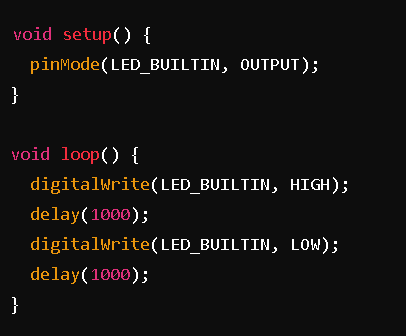 void setup() {
  pinMode(LED_BUILTIN, OUTPUT);
}

void loop() {
  digitalWrite(LED_BUILTIN, HIGH);
  delay(1000);
  digitalWrite(LED_BUILTIN, LOW);
  delay(1000);
}